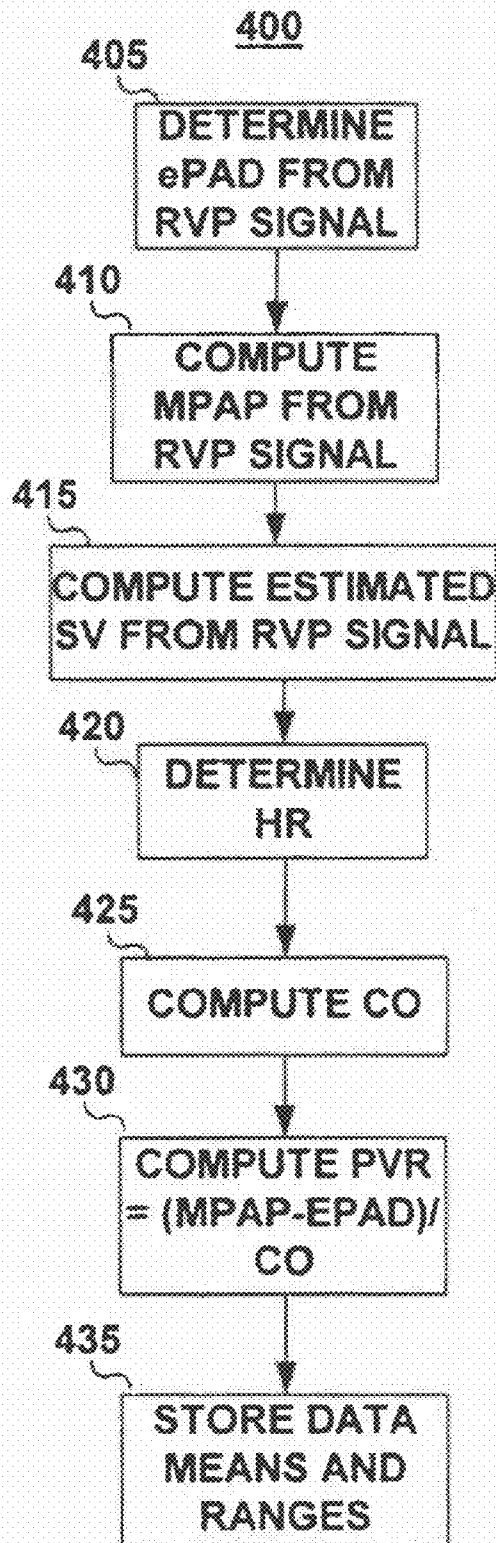 400
405
DETERMINE
ePAD FROM
RVP SIGNAL
410
COMPUTE
MPAP FROM
RVP SIGNAL
415
COMPUTE ESTIMATED
SV FROM RVP SIGNAL
420
DETERMINE
HR
425
COMPUTE CO
430
COMPUTE PVR
= (MPAP-EPAD)/
CO
435
STORE DATA
MEANS AND
RANGES